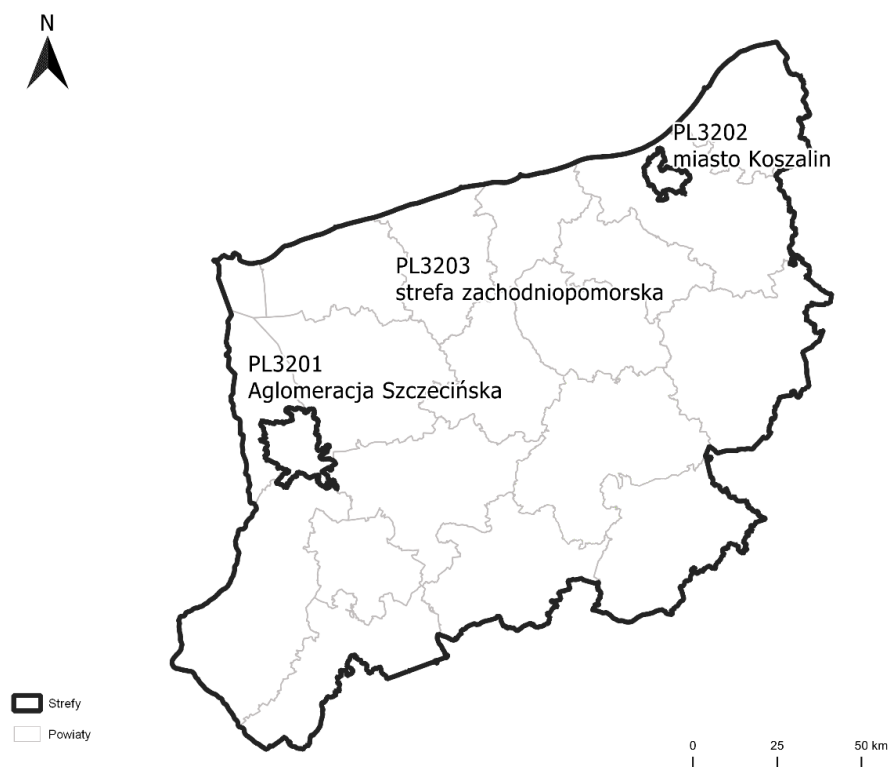 N
PL3202
miasto Koszalin
PL3203
strefa zachodniopomorska
PL3201
Aglomeracja Szczecińska
Strefy
Powiaty
0 25 50 km